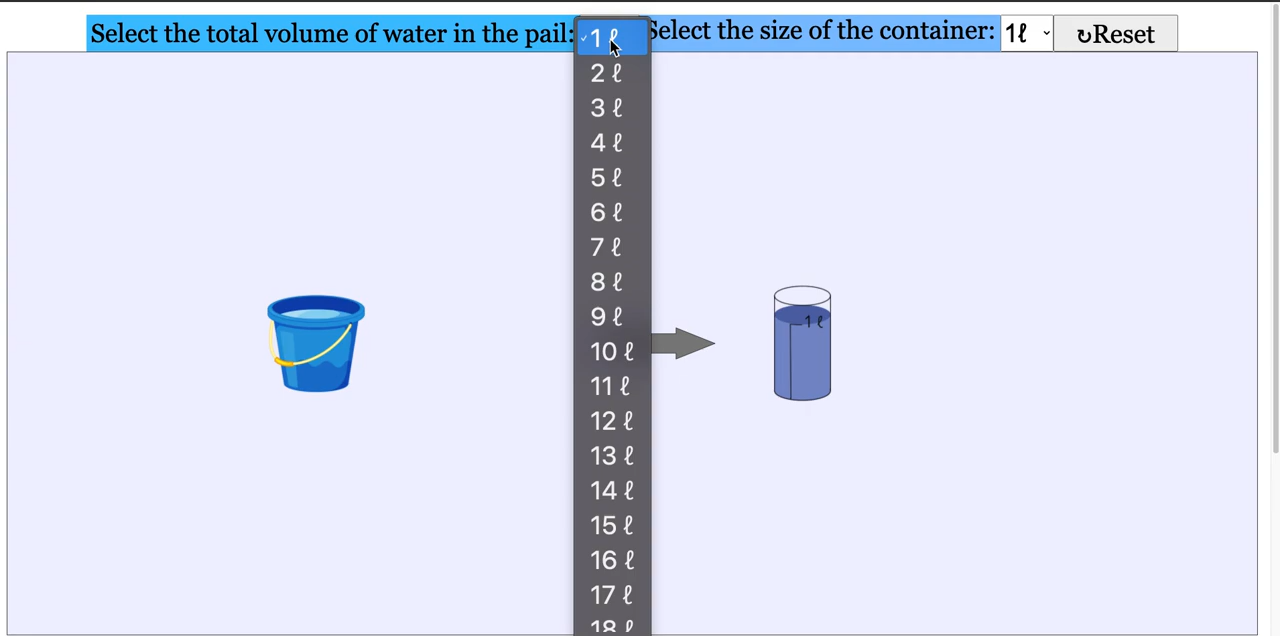 Select the total volume of water in the pail: ✓1 ℓ Select the size of the container: 1ℓ ↻Reset
2 ℓ
3 ℓ
4 ℓ
5 ℓ
6 ℓ
7 ℓ
8 ℓ
9 ℓ
1 ℓ
10 ℓ
11 ℓ
12 ℓ
13 ℓ
14 ℓ
15 ℓ
16 ℓ
17 ℓ
18 ℓ